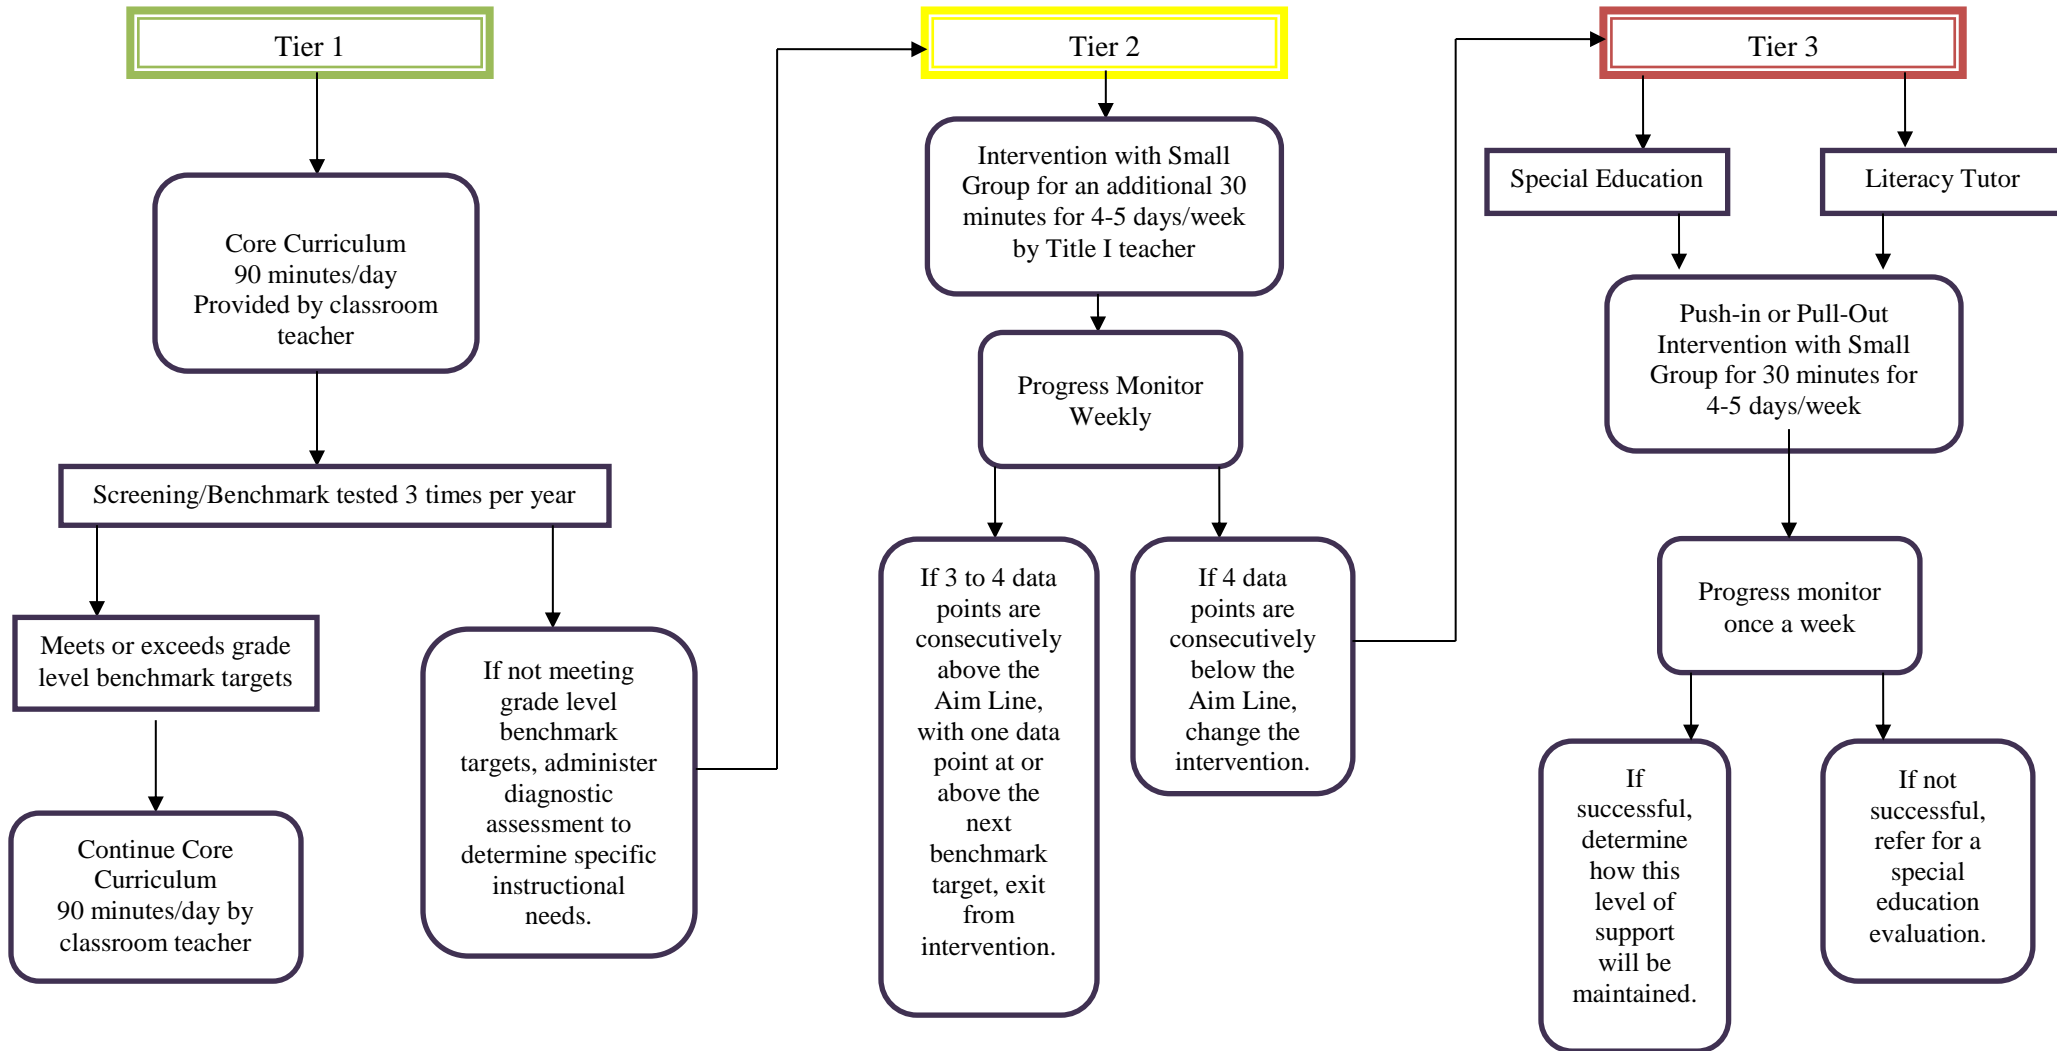 Tier 1
Core Curriculum
90 minutes/day
Provided by classroom
teacher
Screening/Benchmark tested 3 times per year
Meets or exceeds grade
level benchmark targets
Continue Core
Curriculum
90 minutes/day by
classroom teacher
If not meeting
grade level
benchmark
targets, administer
diagnostic
assessment to
determine specific
instructional
needs.
Tier 2
Intervention with Small
Group for an additional 30
minutes for 4-5 days/week
by Title I teacher
Progress Monitor
Weekly
If 3 to 4 data
points are
consecutively
above the
Aim Line,
with one data
point at or
above the
next
benchmark
target, exit
from
intervention.
If 4 data
points are
consecutively
below the
Aim Line,
change the
intervention.
Tier 3
Special Education
Literacy Tutor
Push-in or Pull-Out
Intervention with Small
Group for 30 minutes for
4-5 days/week
Progress monitor
once a week
If
successful,
determine
how this
level of
support
will be
maintained.
If not
successful,
refer for a
special
education
evaluation.